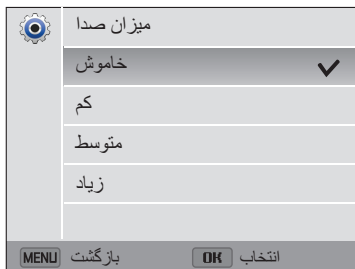 میزان صدا
خاموش
کم
متوسط
زیاد
انتخاب OK بازگشت MENU